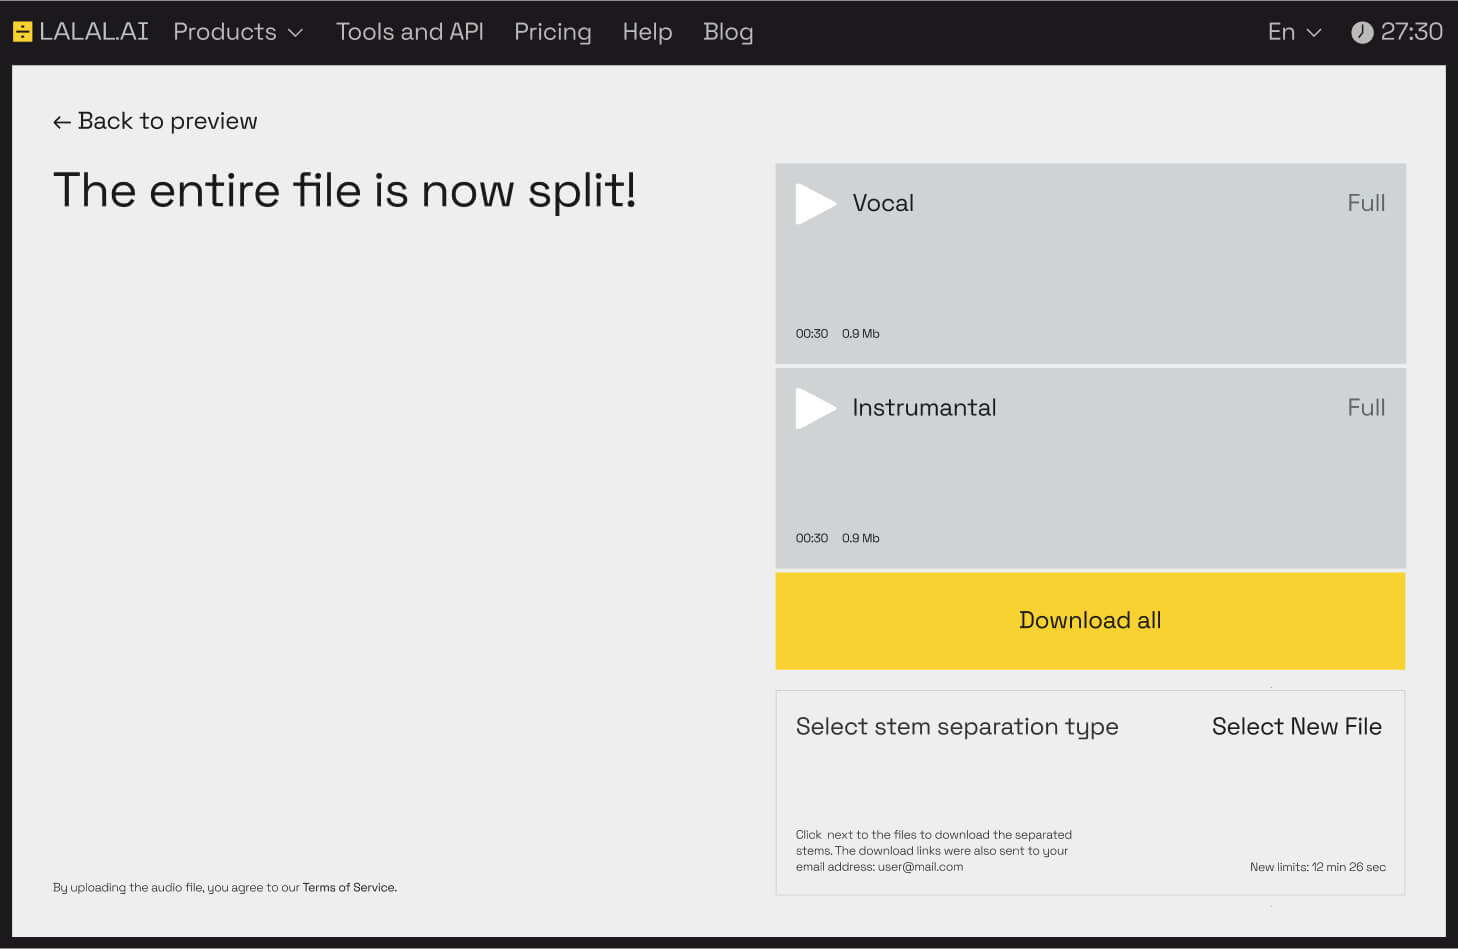 LALAL.AI Products Tools and API Pricing Help Blog En 27:30
← Back to preview
The entire file is now split!
Vocal Full
00:30 0.9 Mb
Instrumantal Full
00:30 0.9 Mb
Download all
Select stem separation type Select New File
Click next to the files to download the separated
stems. The download links were also sent to your
email address: user@mail.com
New limits: 12 min 26 sec
By uploading the audio file, you agree to our Terms of Service.